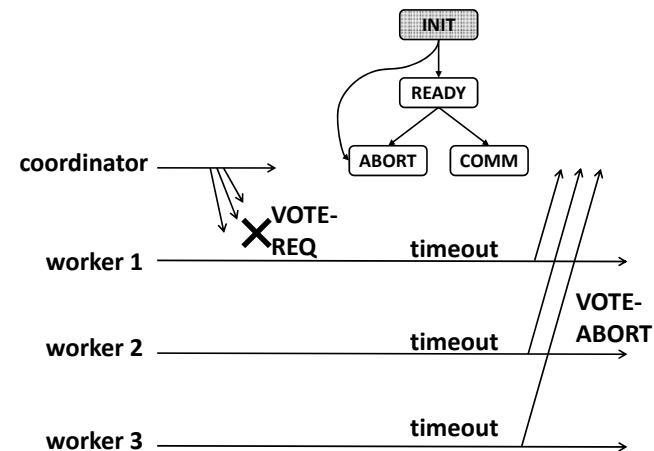 INIT
READY
ABORT COMM
coordinator
VOTE-
REQ
timeout
worker 1
VOTE-
ABORT
timeout
worker 2
timeout
worker 3